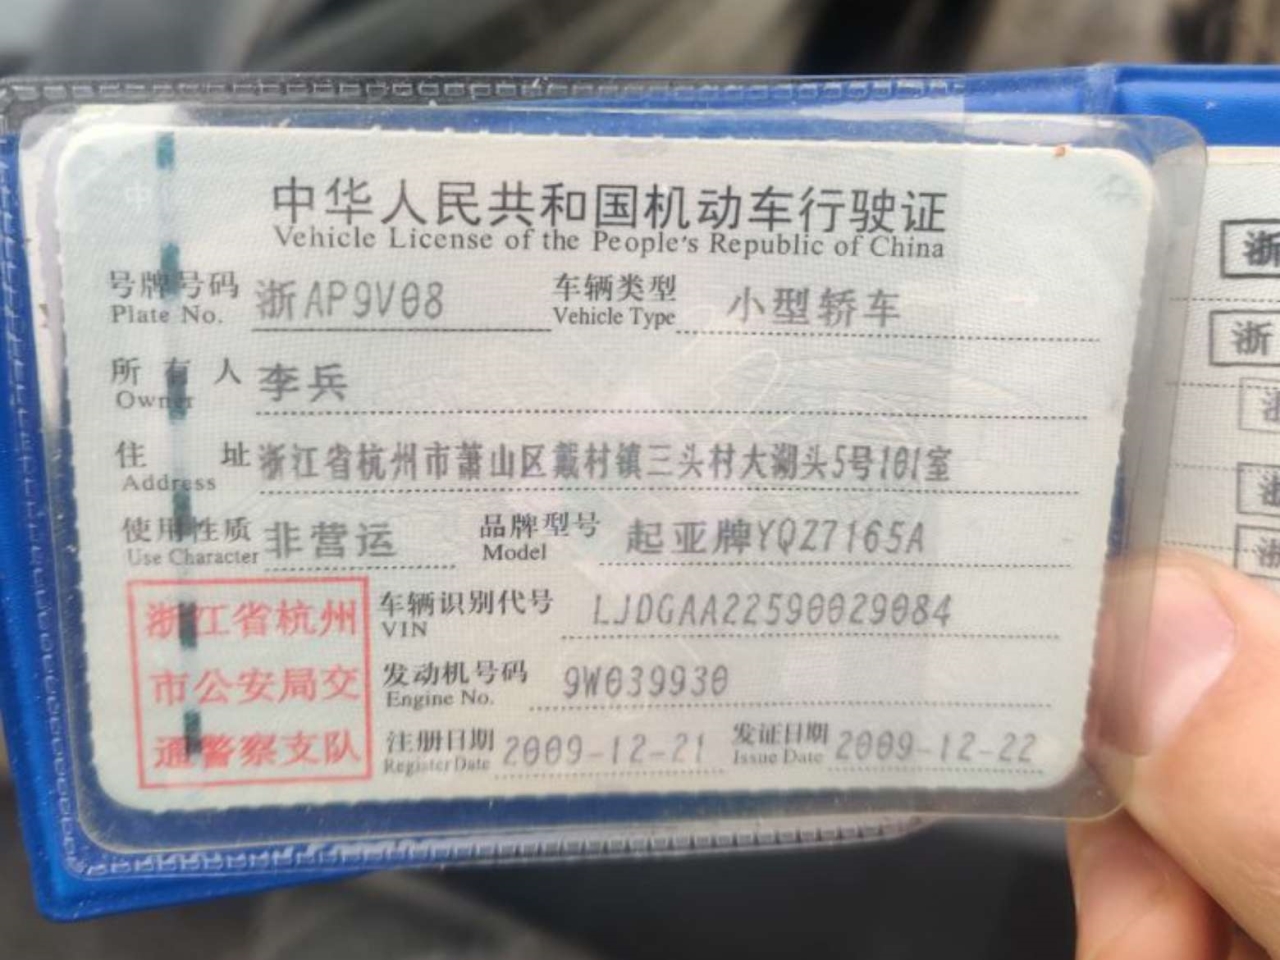 中华人民共和国机动车行驶证
Vehicle License of the People's Republic of China
号牌号码 浙AP9V08 车辆类型 小型轿车
Plate No. Vehicle Type
所有人 李兵
Owner
住址 浙江省杭州市萧山区戴村镇三头村大湖头5号101室
Address
使用性质 非营运 品牌型号 起亚牌YQZ7165A
Use Character Model
浙江省杭州
市公安局交
通警察支队
车辆识别代号 LJDGAA22590029084
VIN
发动机号码 9W039930
Engine No.
注册日期 2009-12-21 发证日期 2009-12-22
Register Date Issue Date
浙
浙